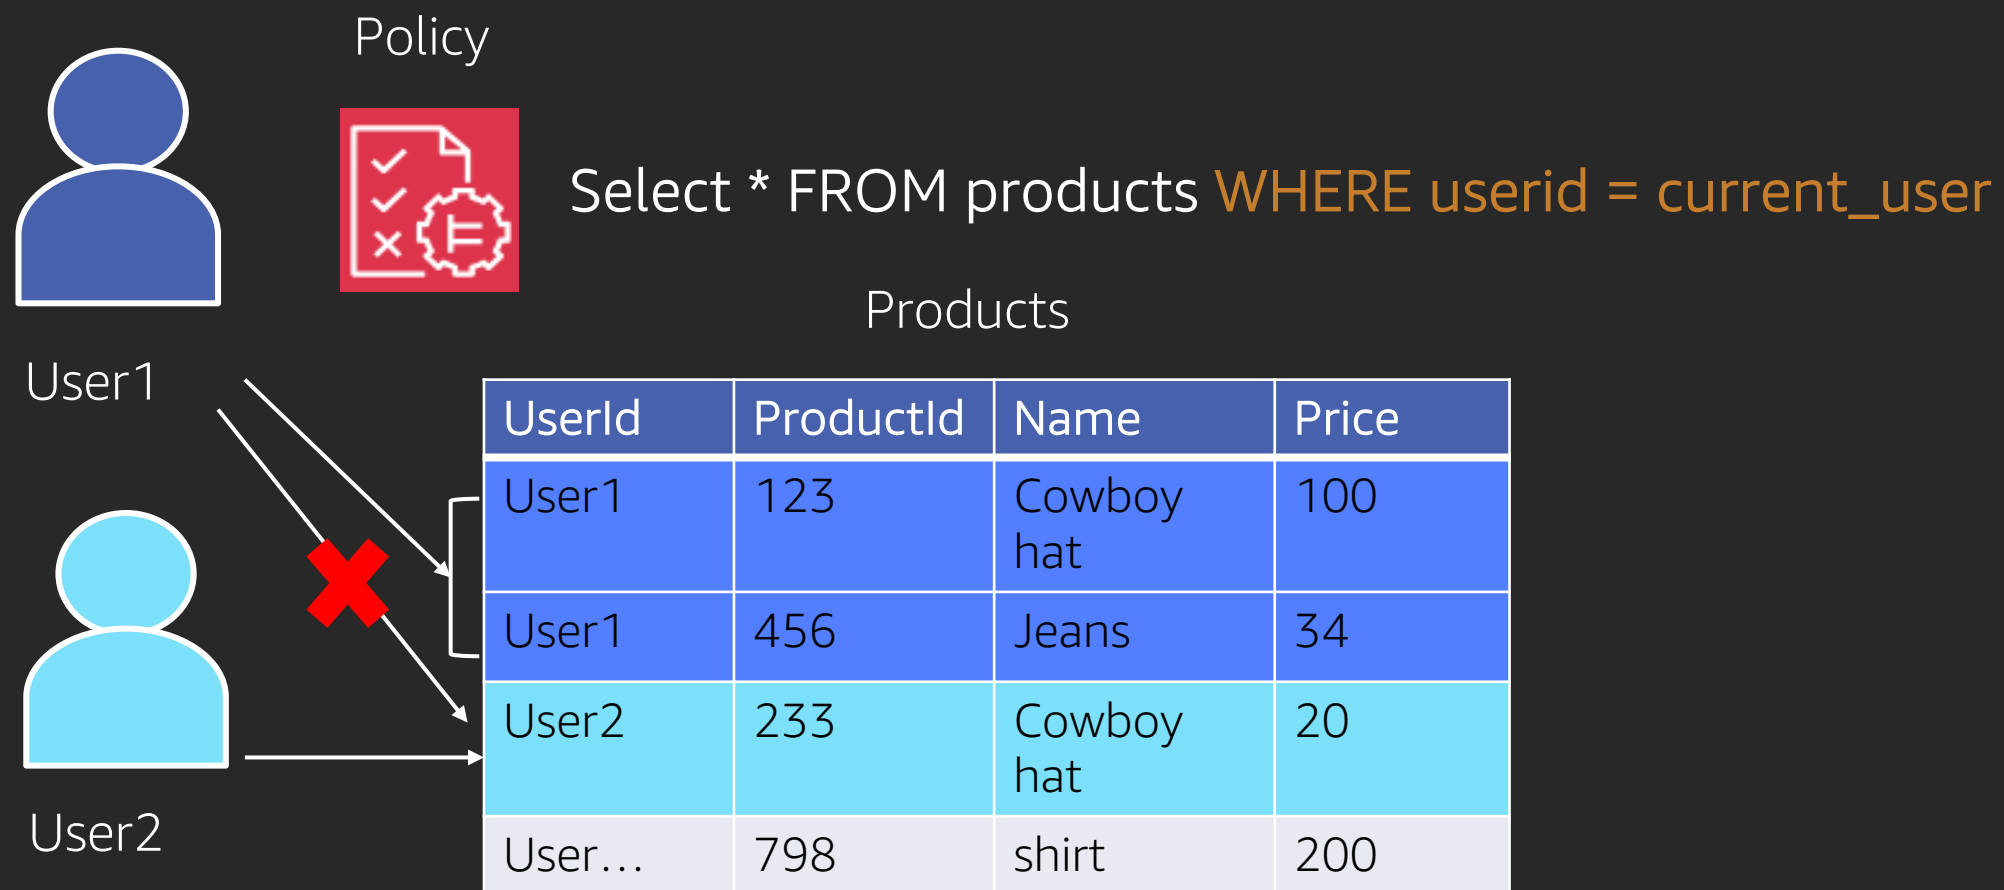 Policy
Select * FROM products WHERE userid = current_user
Products
User1
UserId ProductId Name Price
User1 123 Cowboy 100
hat
User1 456 Jeans 34
User2 233 Cowboy 20
hat
User2
User... 798 shirt 200